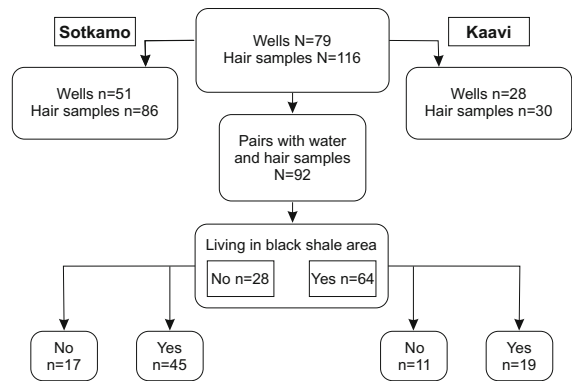 Sotkamo
Wells N=79
Hair samples N=116
Kaavi
Wells n=51
Hair samples n=86
Wells n=28
Hair samples n=30
Pairs with water
and hair samples
N=92
Living in black shale area
No n=28
Yes n=64
No
n=17
Yes
n=45
No
n=11
Yes
n=19